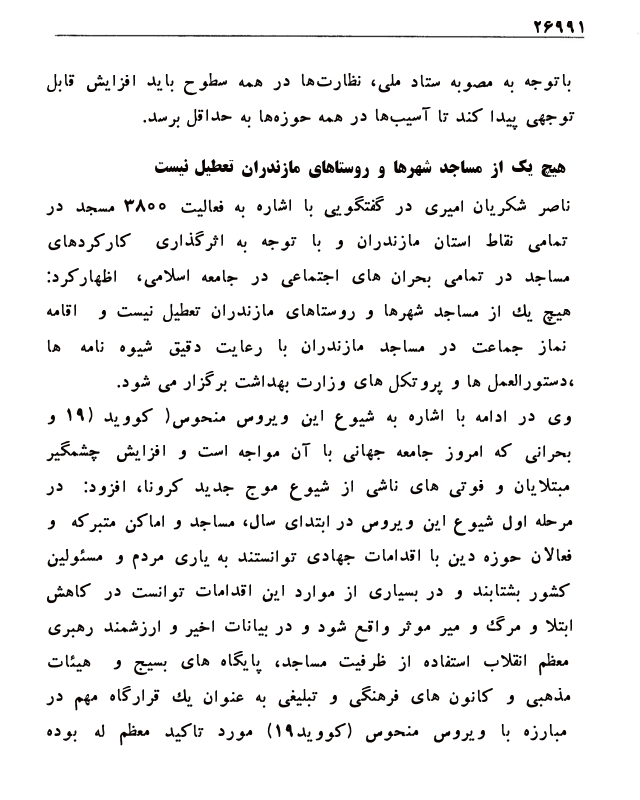 ۲۶۹۹۱
باتوجه به مصوبه ستاد ملی، نظارت‌ها در همه سطوح باید افزایش قابل
توجهی پیدا کند تا آسیب‌ها در همه حوزه‌ها به حداقل برسد.
هیچ یک از مساجد شهرها و روستاهای مازندران تعطیل نیست
ناصر شکریان امیری در گفتگویی با اشاره به فعالیت ۳۸۰۰ مسجد در
تمامی نقاط استان مازندران و با توجه به اثرگذاری کارکردهای
مساجد در تمامی بحران های اجتماعی در جامعه اسلامی، اظهارکرد:
هیچ یك از مساجد شهرها و روستاهای مازندران تعطیل نیست و اقامه
نماز جماعت در مساجد مازندران با رعایت دقیق شیوه نامه ها
،دستورالعمل ها و پروتکل های وزارت بهداشت برگزار می شود.
وی در ادامه با اشاره به شیوع این ویروس منحوس( کووید (۱۹ و
بحرانی که امروز جامعه جهانی با آن مواجه است و افزایش چشمگیر
مبتلایان و فوتی های ناشی از شیوع موج جدید کرونا، افزود: در
مرحله اول شیوع این ویروس در ابتدای سال، مساجد و اماکن متبرکه و
فعالان حوزه دین با اقدامات جهادی توانستند به یاری مردم و مسئولین
کشور بشتابند و در بسیاری از موارد این اقدامات توانست در کاهش
ابتلا و مرگ و میر موثر واقع شود و در بیانات اخیر و ارزشمند رهبری
معظم انقلاب استفاده از ظرفیت مساجد، پایگاه های بسیج و هیئات
مذهبی و کانون های فرهنگی و تبلیغی به عنوان یك قرارگاه مهم در
مبارزه با ویروس منحوس (کووید۱۹) مورد تاکید معظم له بوده